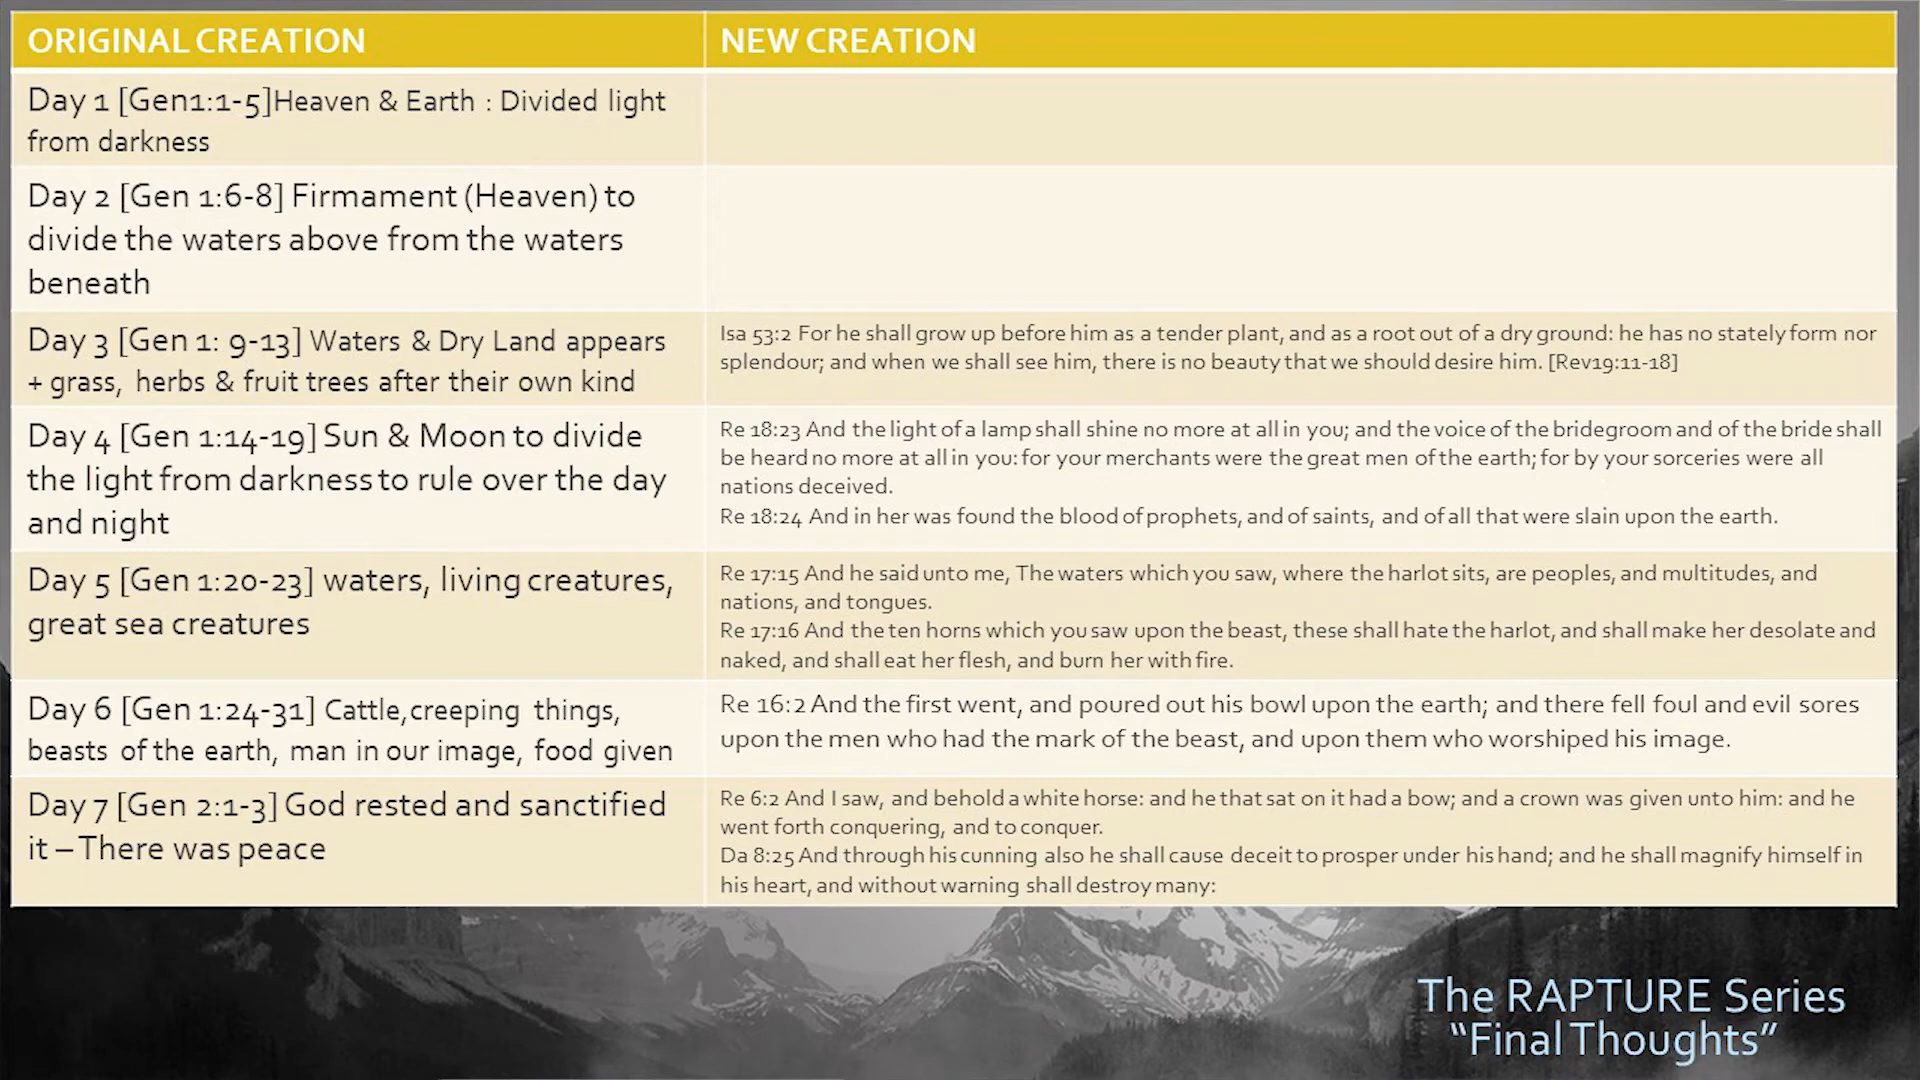 ORIGINAL CREATION
NEW CREATION
Day 1 [Gen1:1-5]Heaven & Earth : Divided light
from darkness
Day 2 [Gen 1:6-8] Firmament (Heaven) to
divide the waters above from the waters
beneath
Day 3 [Gen 1: 9-13] Waters & Dry Land appears
+ grass, herbs & fruit trees after their own kind
Isa 53:2 For he shall grow up before him as a tender plant, and as a root out of a dry ground: he has no stately form nor
splendour; and when we shall see him, there is no beauty that we should desire him. [Rev19:11-18]
Day 4 [Gen 1:14-19] Sun & Moon to divide
the light from darkness to rule over the day
and night
Re 18:23 And the light of a lamp shall shine no more at all in you; and the voice of the bridegroom and of the bride shall
be heard no more at all in you: for your merchants were the great men of the earth; for by your sorceries were all
nations deceived.
Re 18:24 And in her was found the blood of prophets, and of saints, and of all that were slain upon the earth.
Day 5 [Gen 1:20-23] waters, living creatures,
great sea creatures
Re 17:15 And he said unto me, The waters which you saw, where the harlot sits, are peoples, and multitudes, and
nations, and tongues.
Re 17:16 And the ten horns which you saw upon the beast, these shall hate the harlot, and shall make her desolate and
naked, and shall eat her flesh, and burn her with fire.
Day 6 [Gen 1:24-31] Cattle, creeping things,
beasts of the earth, man in our image, food given
Re 16:2 And the first went, and poured out his bowl upon the earth; and there fell foul and evil sores
upon the men who had the mark of the beast, and upon them who worshiped his image.
Day 7 [Gen 2:1-3] God rested and sanctified
it – There was peace
Re 6:2 And I saw, and behold a white horse: and he that sat on it had a bow; and a crown was given unto him: and he
went forth conquering, and to conquer.
Da 8:25 And through his cunning also he shall cause deceit to prosper under his hand; and he shall magnify himself in
his heart, and without warning shall destroy many:
The RAPTURE Series
“Final Thoughts”